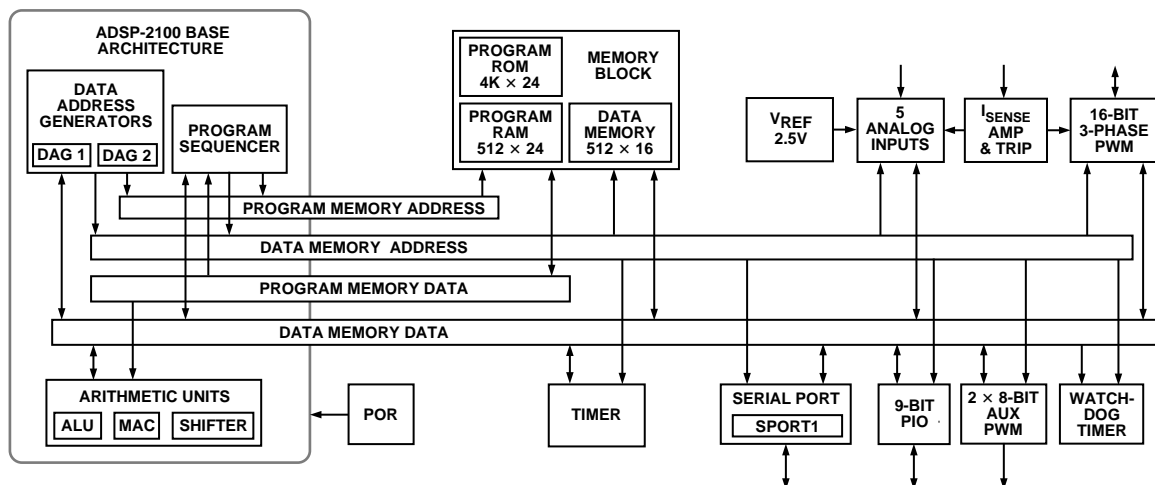 ADSP-2100 BASE
ARCHITECTURE
DATA
ADDRESS
GENERATORS
DAG 1
DAG 2
PROGRAM
SEQUENCER
PROGRAM
ROM
4K × 24
MEMORY
BLOCK
PROGRAM
RAM
512 × 24
DATA
MEMORY
512 × 16
VREF
2.5V
5
ANALOG
INPUTS
ISENSE
AMP
& TRIP
16-BIT
3-PHASE
PWM
PROGRAM MEMORY ADDRESS
DATA MEMORY ADDRESS
PROGRAM MEMORY DATA
DATA MEMORY DATA
ARITHMETIC UNITS
ALU
MAC
SHIFTER
POR
TIMER
SERIAL PORT
SPORT1
9-BIT
PIO
2 × 8-BIT
AUX
PWM
WATCH-
DOG
TIMER